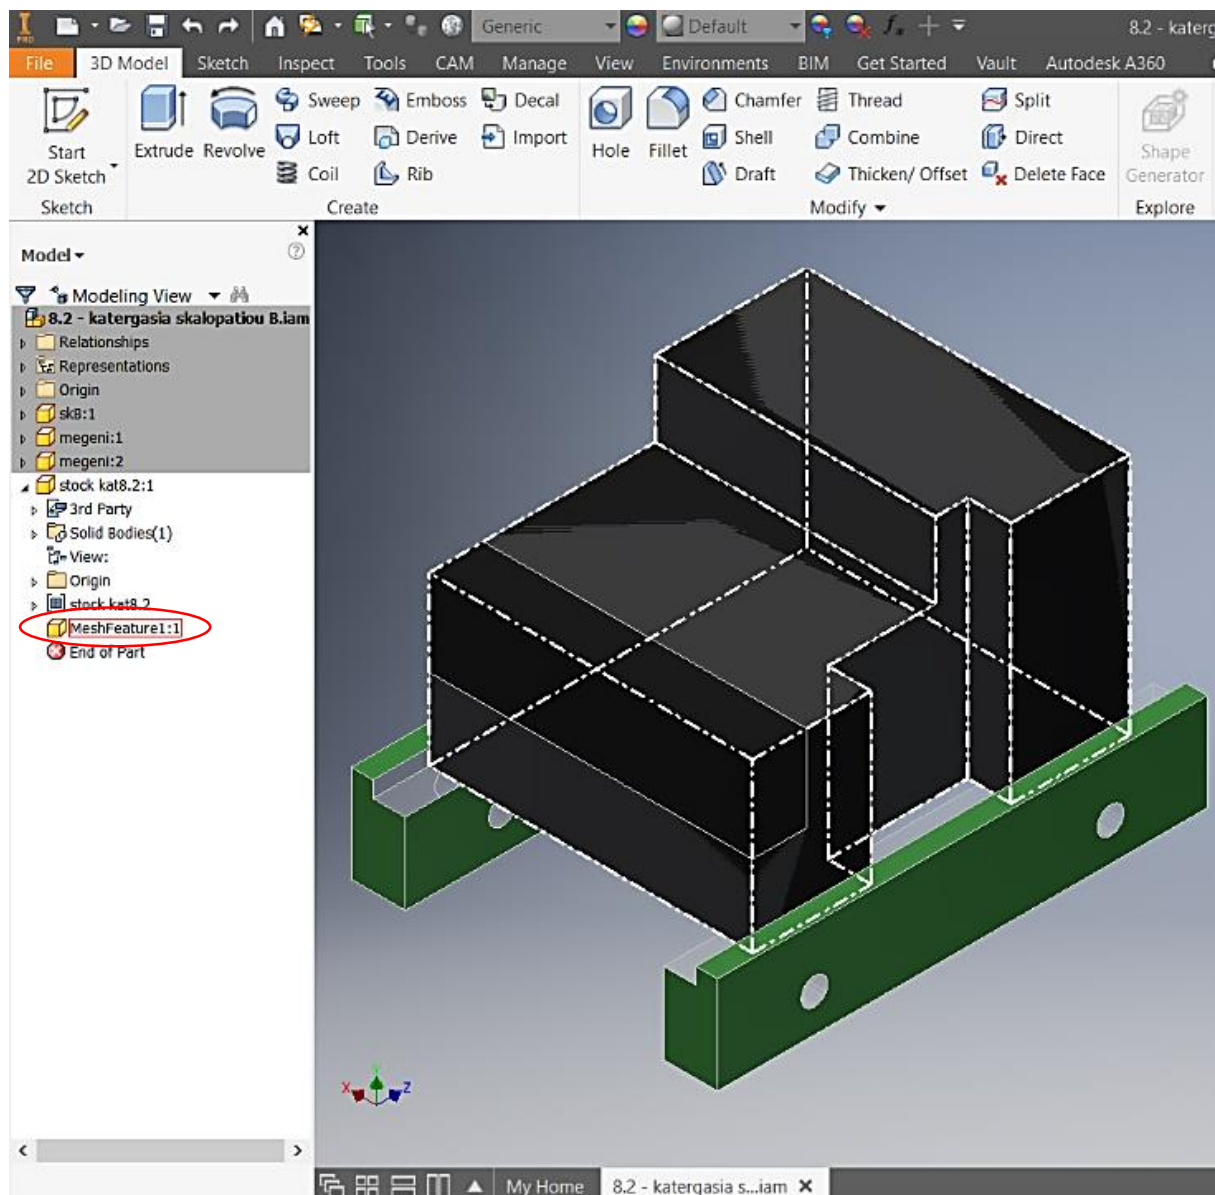 PRO
Generic
Default
8.2 - katerg
File 3D Model Sketch Inspect Tools CAM Manage View Environments BIM Get Started Vault Autodesk A360
Start
2D Sketch
Extrude Revolve
Sweep Emboss Decal
Loft Derive Import
Coil Rib
Hole Fillet
Chamfer Thread Split
Shell Combine Direct
Draft Thicken/ Offset Delete Face
Shape
Generator
Sketch Create Modify Explore
Model
Modeling View
8.2 - katergasia skalopatiou B.iam
Relationships
Representations
Origin
skB:1
megeni:1
megeni:2
stock kat8.2:1
3rd Party
Solid Bodies(1)
View:
Origin
stock kat8.2
MeshFeature1:1
End of Part
X Y Z
My Home 8.2 - katergasia s...iam